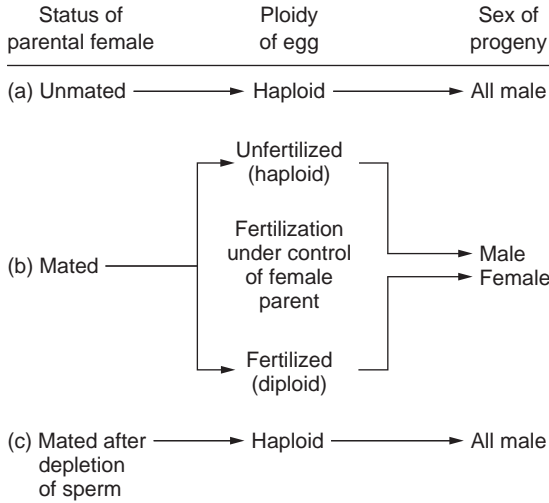 Status of parental female
Ploidy of egg
Sex of progeny
(a) Unmated
Haploid
All male
Unfertilized
(haploid)
(b) Mated
Fertilization
under control
of female
parent
Male
Female
Fertilized
(diploid)
(c) Mated after
depletion
of sperm
Haploid
All male